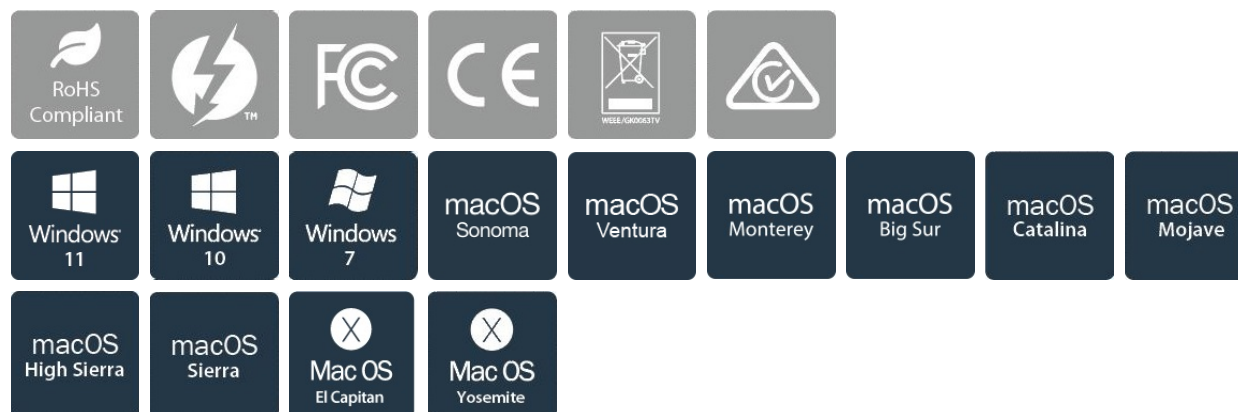 RoHS
Compliant
TM
FC
CE
WEEE/GK0063TV
Windows
11
Windows
10
Windows
7
macOS
Sonoma
macOS
Ventura
macOS
Monterey
macOS
Big Sur
macOS
Catalina
macOS
Mojave
macOS
High Sierra
macOS
Sierra
X
Mac OS
El Capitan
X
Mac OS
Yosemite